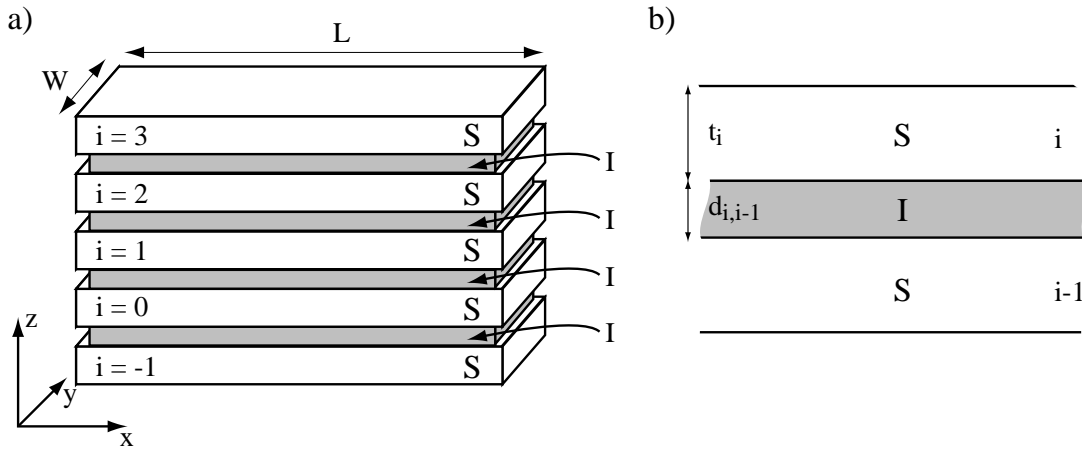 a)
L
W
i = 3 S
I
i = 2 S
I
i = 1 S
I
i = 0 S
I
i = -1 S
z
y
x
b)
t_i S i
d_{i,i-1} I
S i-1